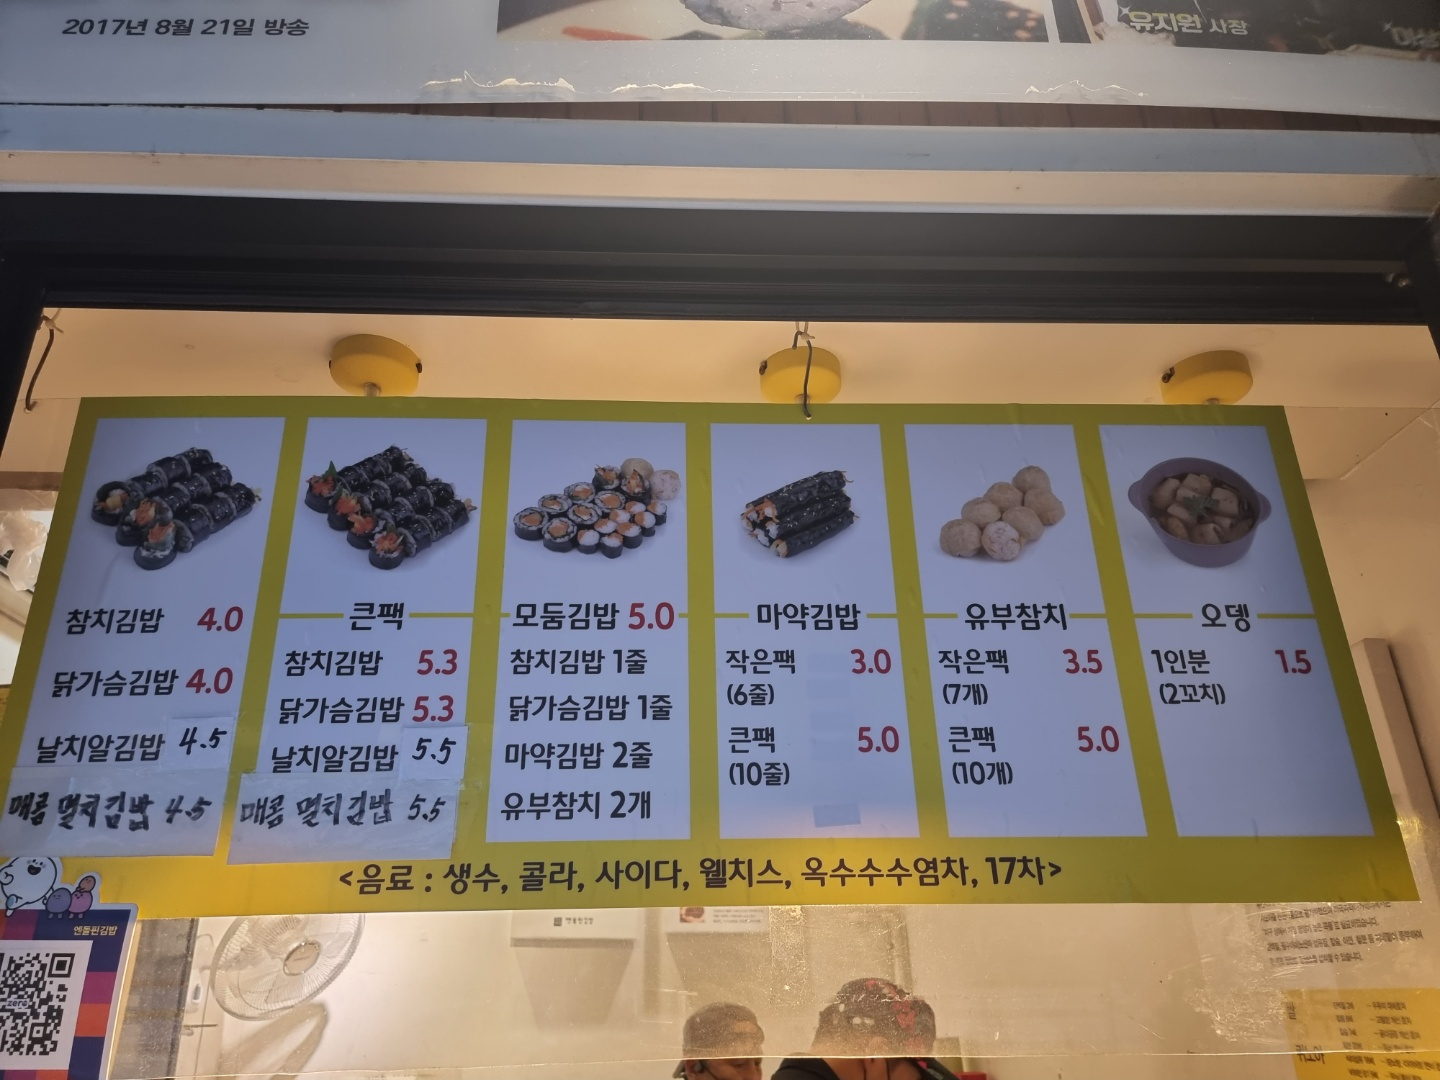 2017년 8월 21일 방송
유지원 시장
참치김밥 4.0
닭가슴김밥 4.0
날치알김밥 4.5
매콤 멸치김밥 4.5
큰팩
참치김밥 5.3
닭가슴김밥 5.3
날치알김밥 5.5
매콤 멸치김밥 5.5
모둠김밥 5.0
참치김밥 1줄
닭가슴김밥 1줄
마약김밥 2줄
유부참치 2개
마약김밥
작은팩 3.0
(6줄)
큰팩 5.0
(10줄)
유부참치
작은팩 3.5
(7개)
큰팩 5.0
(10개)
오뎅
1인분 1.5
(2꼬치)
<음료 : 생수, 콜라, 사이다, 웰치스, 옥수수수염차, 17차>
엔돌핀김밥
zero